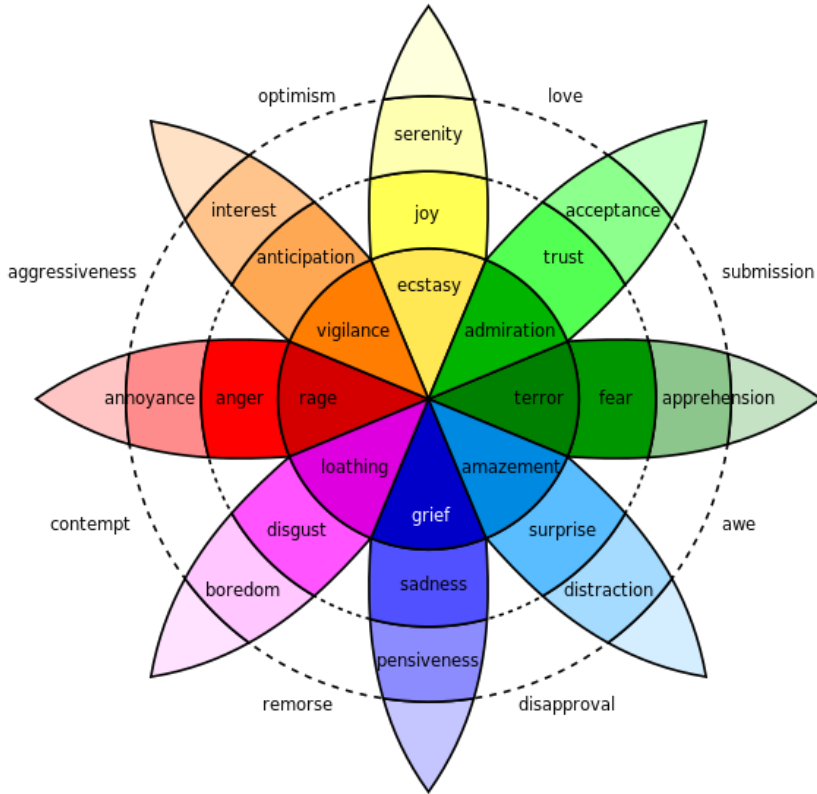 optimism
love
serenity
interest
acceptance
joy
anticipation
trust
aggressiveness
submission
ecstasy
vigilance
admiration
annoyance
anger
rage
terror
fear
apprehension
loathing
amazement
grief
contempt
awe
disgust
surprise
sadness
boredom
distraction
pensiveness
remorse
disapproval